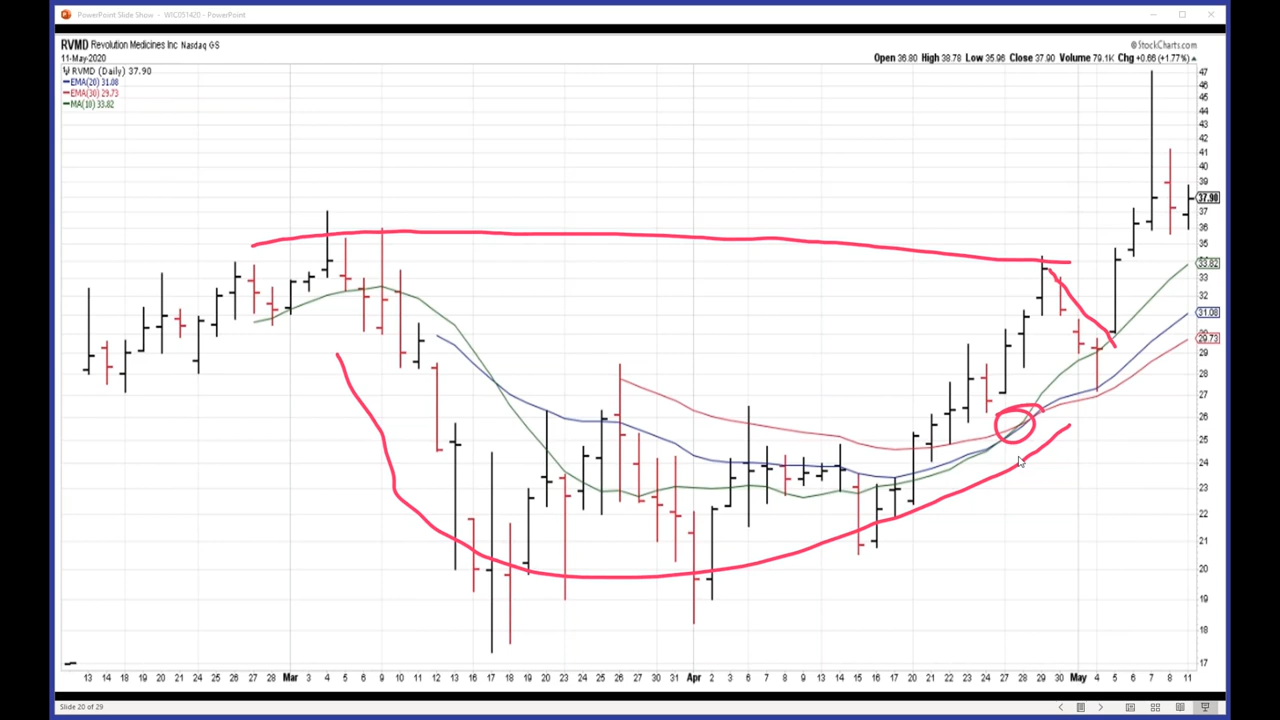 PowerPoint Slide Show - WIC051420 - PowerPoint
RVMD Revolution Medicines Inc Nasdaq GS
©StockCharts.com
11-May-2020
Open 36.80 High 38.78 Low 35.96 Close 37.90 Volume 79.1K Chg +0.66 (+1.77%)
RVMD (Daily) 37.90
EMA(20) 31.08
EMA(30) 29.73
MA(10) 33.82
47
46
45
44
43
42
41
40
39
37.90
37
36
35
33.82
33
32
31.08
29.73
29
28
27
26
25
24
23
22
21
20
19
18
17
13 14 18 19 20 21 24 25 26 27 28 Mar 3 4 5 6 9 10 11 12 13 16 17 18 19 20 23 24 25 26 27 30 31 Apr 2 3 6 7 8 9 13 14 15 16 17 20 21 22 23 24 27 28 29 30 May 4 5 6 7 8 11
Slide 20 of 29